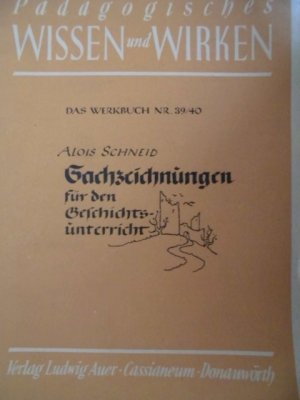 Pädagogisches
WISSEN und WIRKEN
DAS WERKBUCH NR. 39/40
ALOIS SCHNEID
Sachzeichnungen
für den
Geschichts-
unterricht
Verlag Ludwig Auer · Cassianeum · Donauwörth